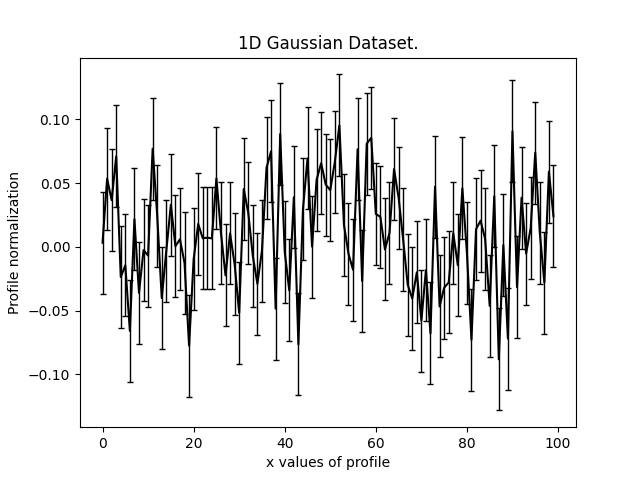 1D Gaussian Dataset.
Profile normalization
0.10
0.05
0.00
−0.05
−0.10
0 20 40 60 80 100
x values of profile